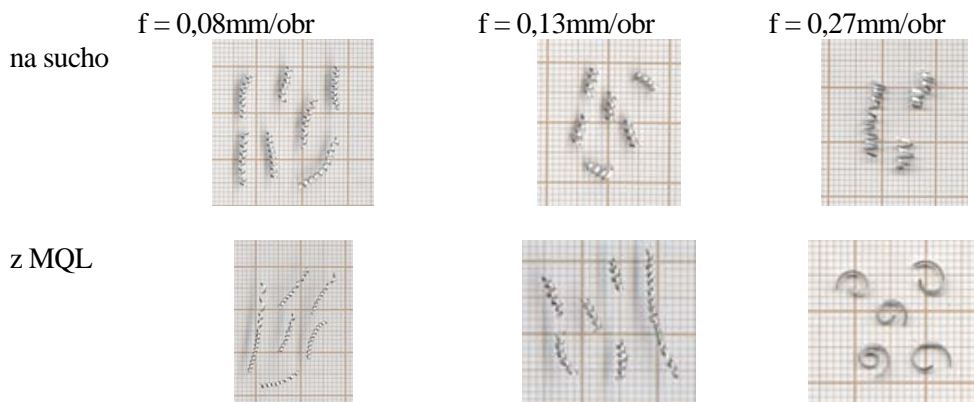 f = 0,08mm/obr f = 0,13mm/obr f = 0,27mm/obr
na sucho
z MQL